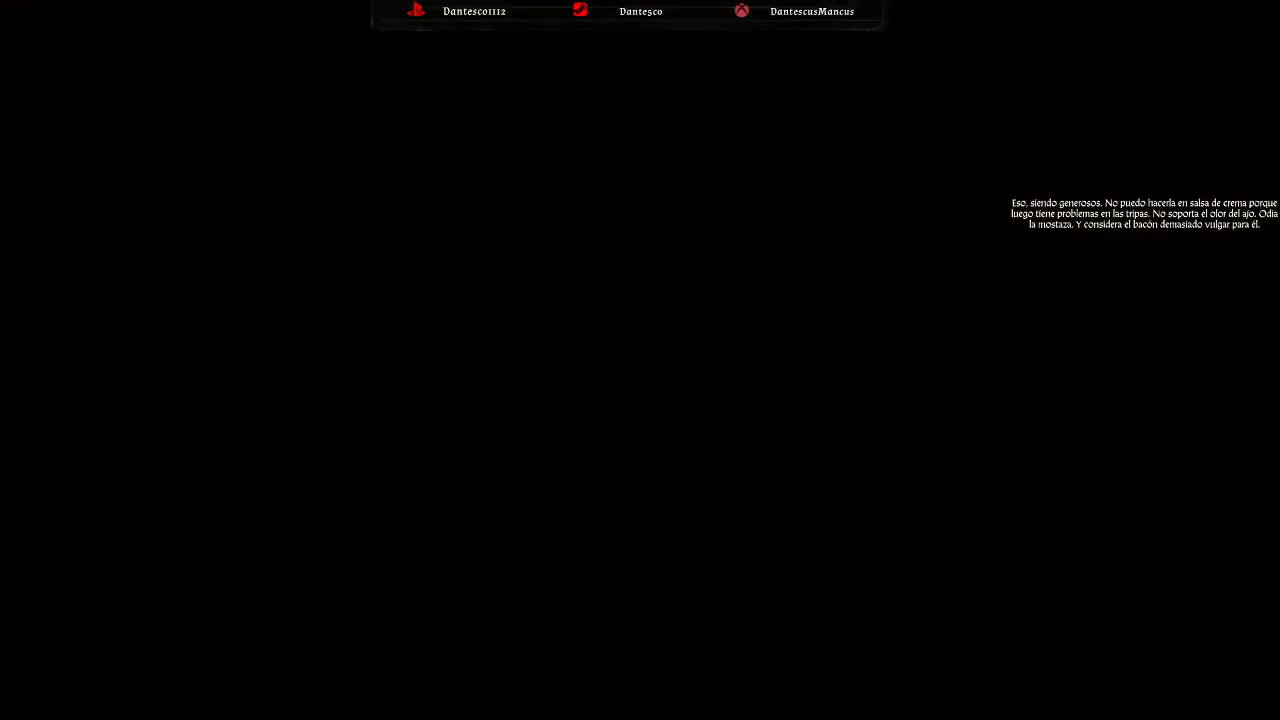 Dantesco1112 Dante5co DantescusMancus
Eso, siendo generosos. No puedo hacerla en salsa de crema porque
luego tiene problemas en las tripas. No soporta el olor del ajo. Odia
la mostaza. Y considera el bacón demasiado vulgar para él.